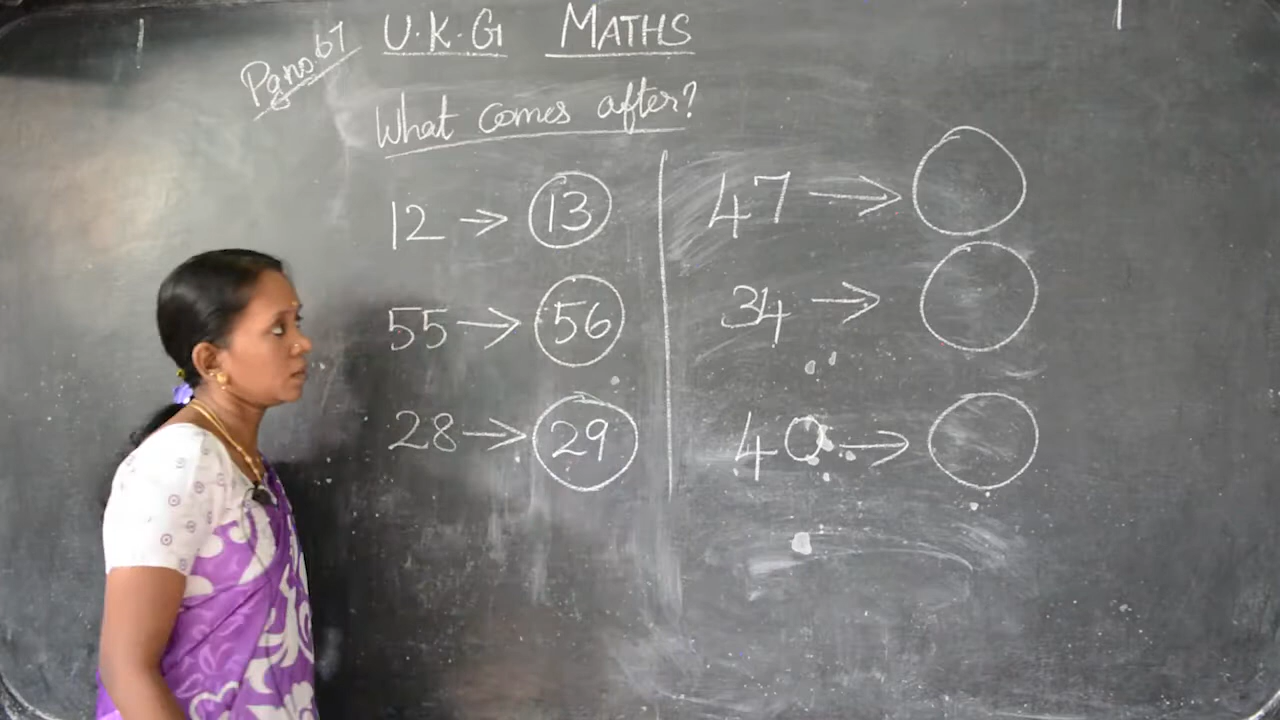 Pg no. 67
U.K.G MATHS
What comes after?
12 → 13
55 → 56
28 → 29
47 →
34 →
40 →